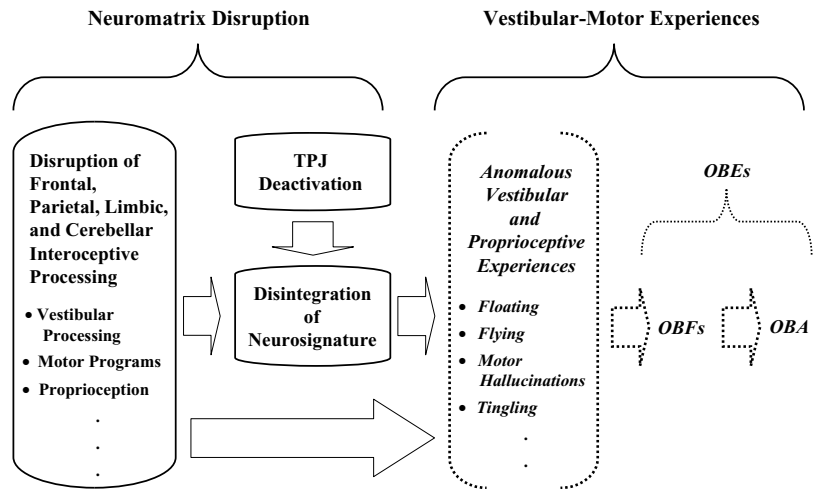 Neuromatrix Disruption
Vestibular-Motor Experiences
Disruption of
Frontal,
Parietal, Limbic,
and Cerebellar
Interoceptive
Processing
• Vestibular
Processing
• Motor Programs
• Proprioception
.
.
.
TPJ
Deactivation
Disintegration
of
Neurosignature
Anomalous
Vestibular
and
Proprioceptive
Experiences
• Floating
• Flying
• Motor
Hallucinations
• Tingling
.
.
.
OBEs
OBFs
OBA